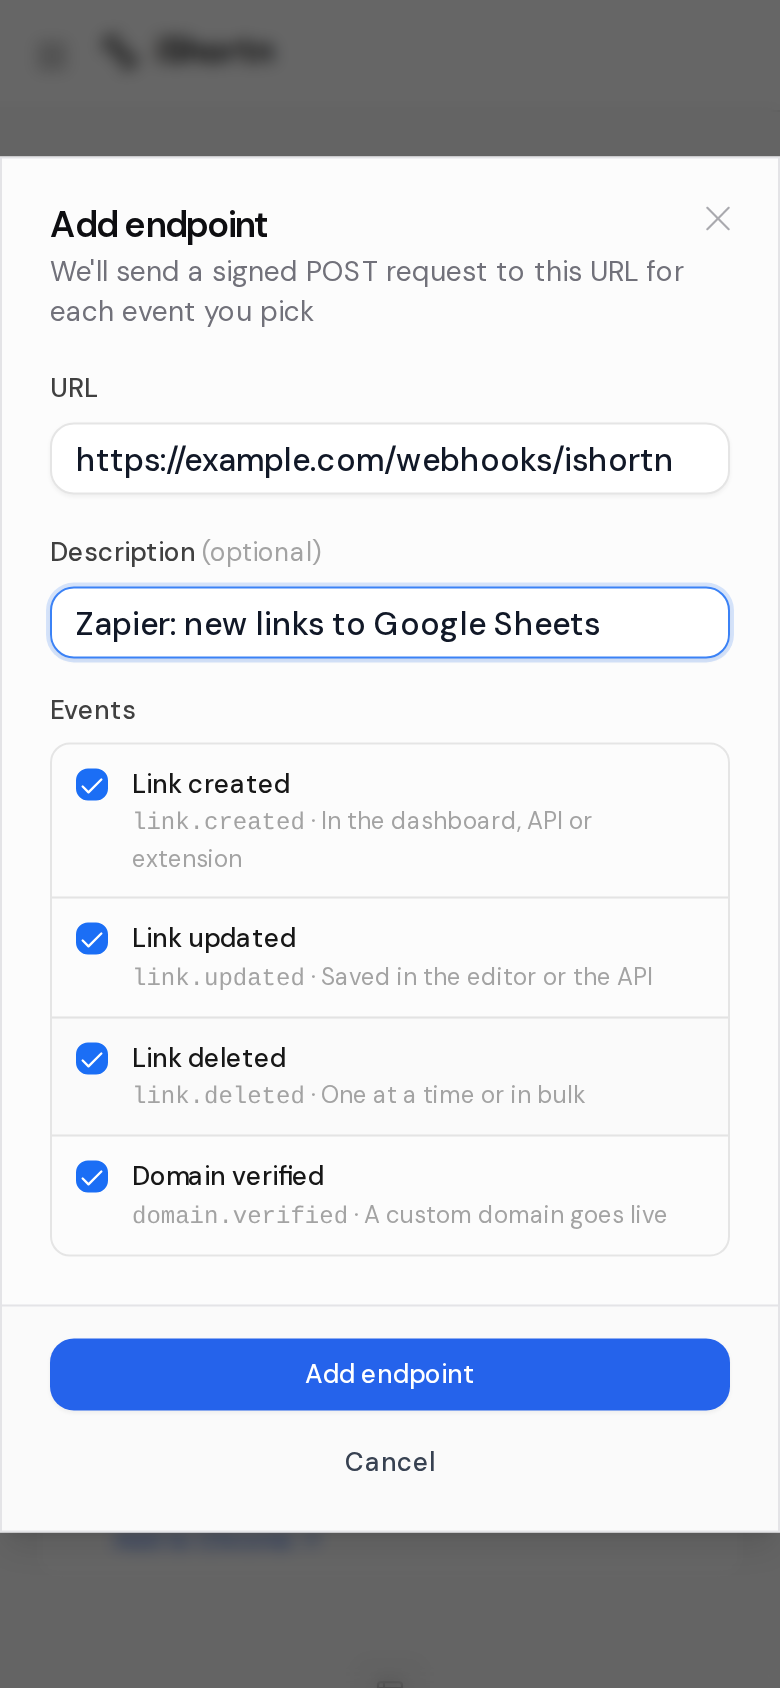 Add endpoint
We'll send a signed POST request to this URL for
each event you pick
URL
https://example.com/webhooks/ishortn
Description (optional)
Zapier: new links to Google Sheets
Events
Link created
link.created · In the dashboard, API or
extension
Link updated
link.updated · Saved in the editor or the API
Link deleted
link.deleted · One at a time or in bulk
Domain verified
domain.verified · A custom domain goes live
Add endpoint
Cancel